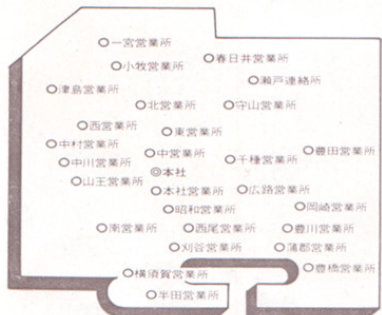 ○一宮営業所
○春日井営業所
○小牧営業所
○瀬戸連絡所
○津島営業所
○北営業所
○守山営業所
○西営業所
○東営業所
○中村営業所
○中営業所
○豊田営業所
○中川営業所
○千種営業所
◎本社
○山王営業所
○本社営業所
○広路営業所
○昭和営業所
○岡崎営業所
○南営業所
○西尾営業所
○豊川営業所
○刈谷営業所
○蒲郡営業所
○横須賀営業所
○豊橋営業所
○半田営業所